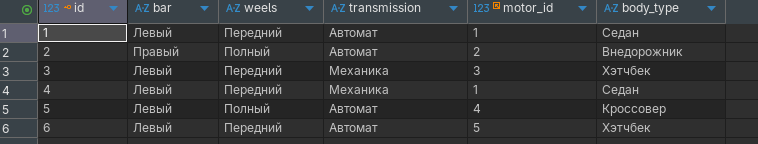 123 id A-Z bar A-Z weels A-Z transmission 123 motor_id A-Z body_type
1 1 Левый Передний Автомат 1 Седан
2 2 Правый Полный Автомат 2 Внедорожник
3 3 Левый Передний Механика 3 Хэтчбек
4 4 Левый Передний Механика 1 Седан
5 5 Левый Полный Автомат 4 Кроссовер
6 6 Левый Передний Автомат 5 Хэтчбек